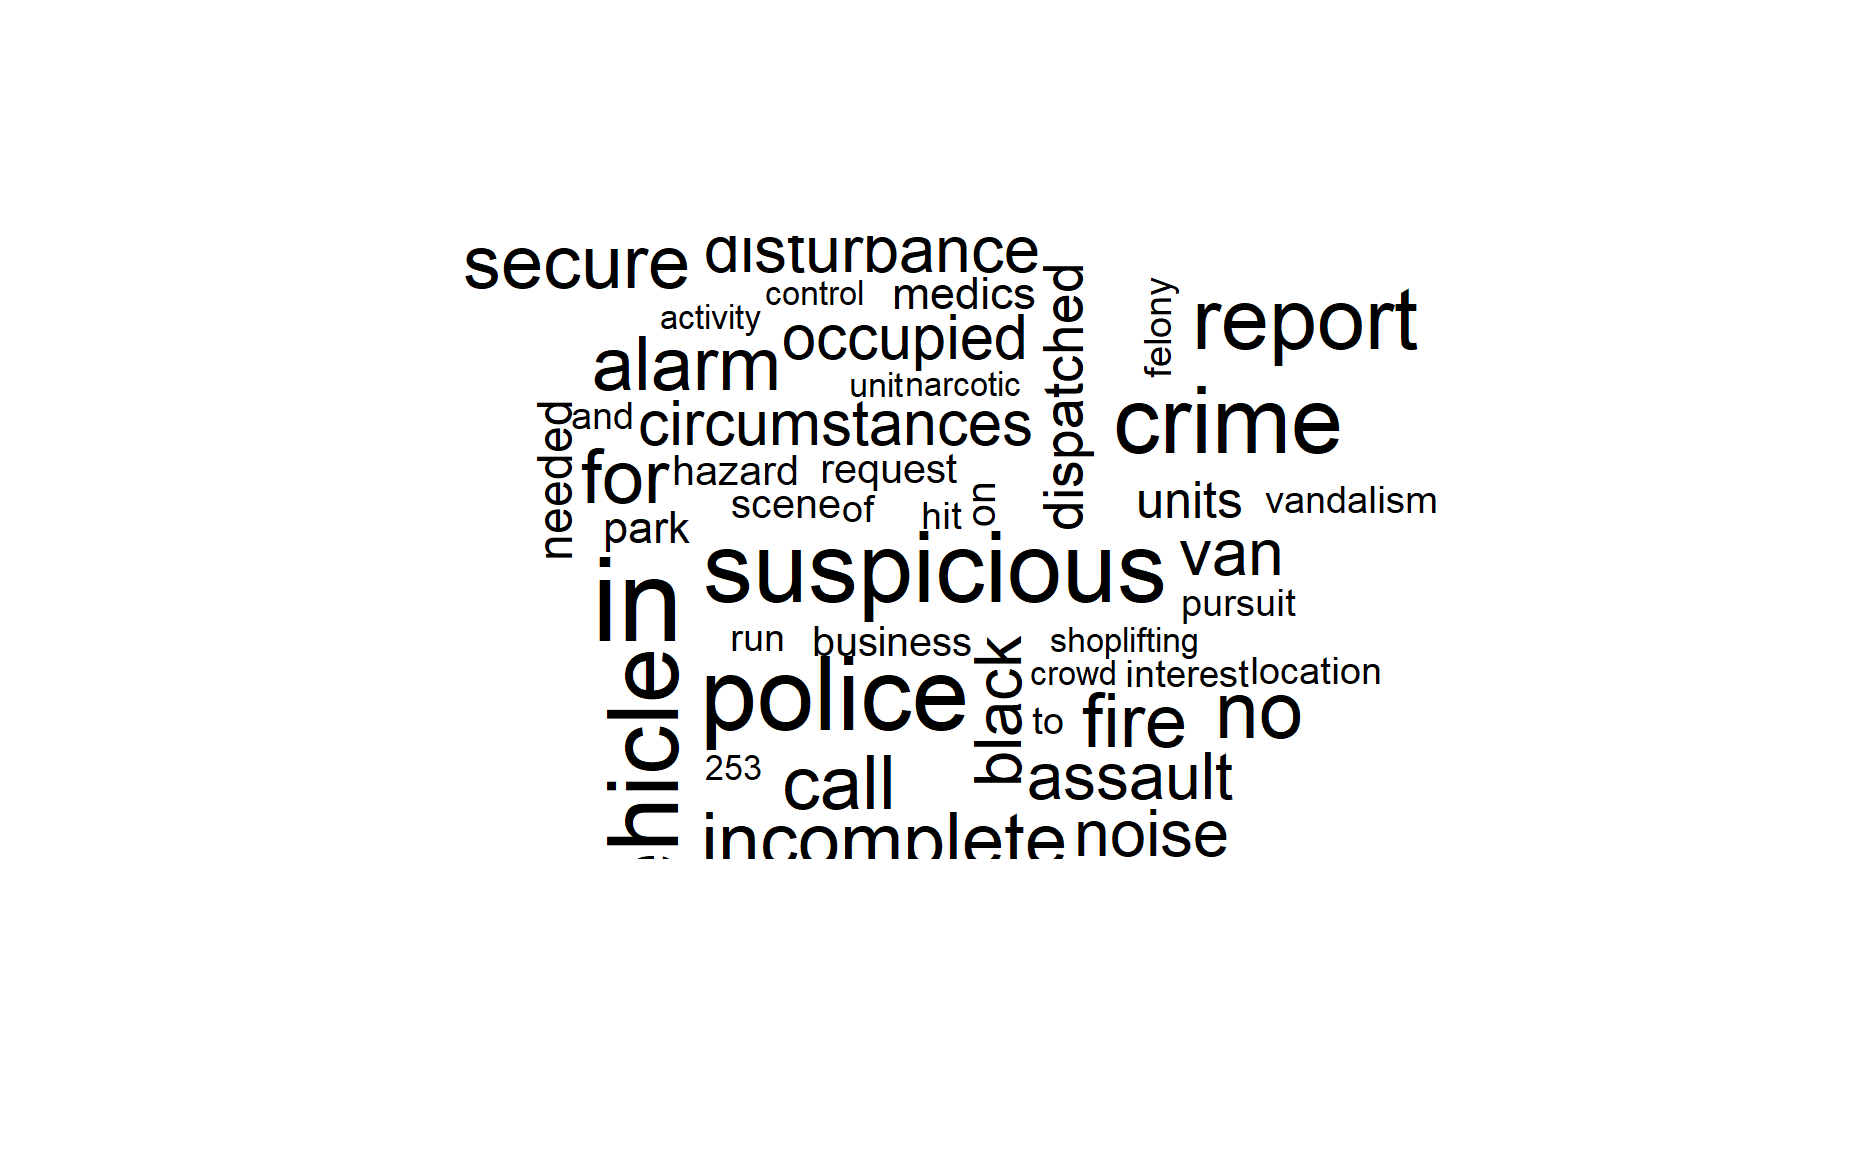 secure
disturbance
control
medics
activity
occupied
dispatched
felony
report
alarm
unit
narcotic
needed
and
circumstances
crime
for
hazard
request
scene
of
hit
on
units
vandalism
park
in
suspicious
van
pursuit
run
business
shoplifting
hicle
police
black
crowd
interest
location
to
fire
no
253
call
assault
incomplete
noise